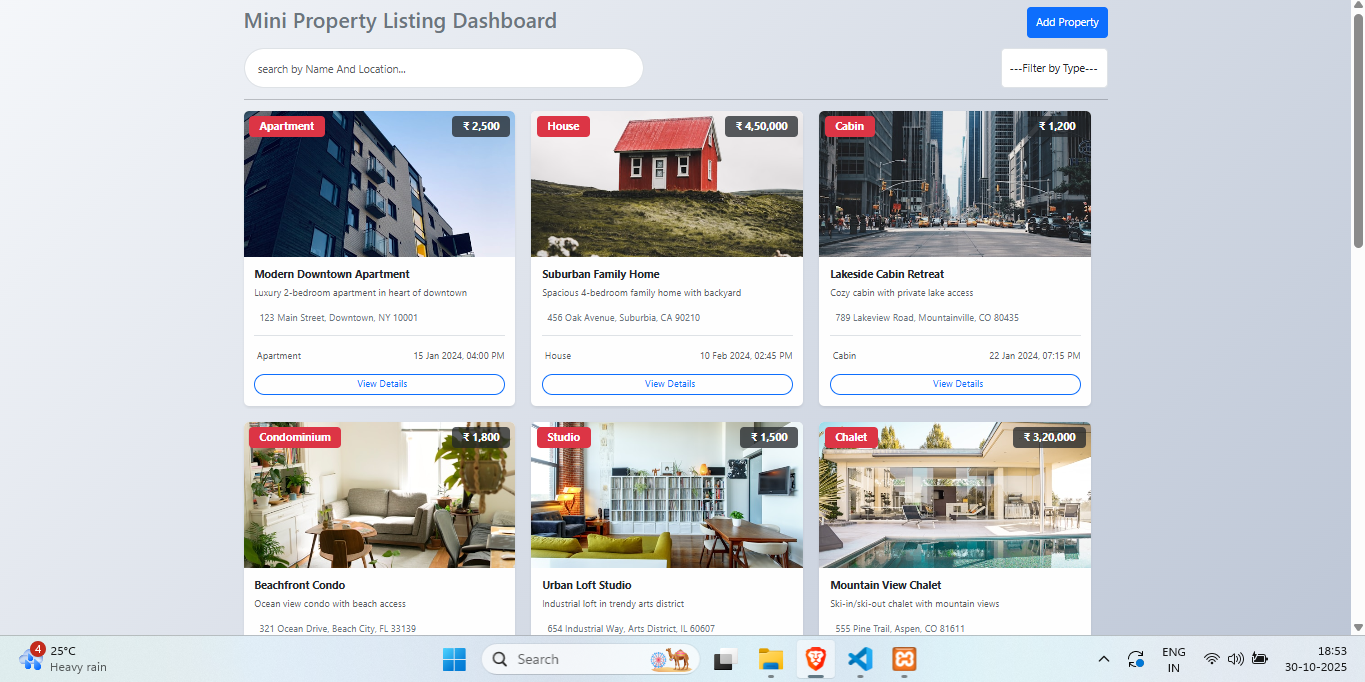 Mini Property Listing Dashboard
Add Property
search by Name And Location...
---Filter by Type---
Apartment
₹ 2,500
House
₹ 4,50,000
Cabin
₹ 1,200
Modern Downtown Apartment
Luxury 2-bedroom apartment in heart of downtown
123 Main Street, Downtown, NY 10001
Apartment
15 Jan 2024, 04:00 PM
View Details
Suburban Family Home
Spacious 4-bedroom family home with backyard
456 Oak Avenue, Suburbia, CA 90210
House
10 Feb 2024, 02:45 PM
View Details
Lakeside Cabin Retreat
Cozy cabin with private lake access
789 Lakeview Road, Mountainville, CO 80435
Cabin
22 Jan 2024, 07:15 PM
View Details
Condominium
₹ 1,800
Studio
₹ 1,500
Chalet
₹ 3,20,000
Beachfront Condo
Ocean view condo with beach access
321 Ocean Drive, Beach City, FL 33139
Urban Loft Studio
Industrial loft in trendy arts district
654 Industrial Way, Arts District, IL 60607
Mountain View Chalet
Ski-in/ski-out chalet with mountain views
555 Pine Trail, Aspen, CO 81611
4
25°C
Heavy rain
Search
ENG
IN
18:53
30-10-2025